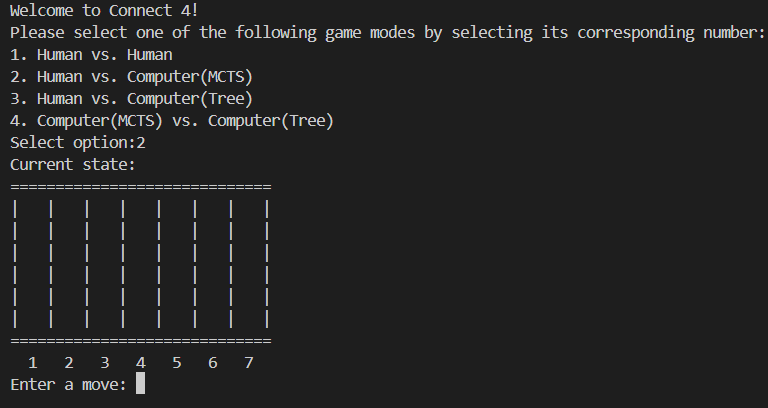 Welcome to Connect 4!
Please select one of the following game modes by selecting its corresponding number:
1. Human vs. Human
2. Human vs. Computer(MCTS)
3. Human vs. Computer(Tree)
4. Computer(MCTS) vs. Computer(Tree)
Select option:2
Current state:
=============================
|   |   |   |   |   |   |   |
|   |   |   |   |   |   |   |
|   |   |   |   |   |   |   |
|   |   |   |   |   |   |   |
|   |   |   |   |   |   |   |
|   |   |   |   |   |   |   |
=============================
  1   2   3   4   5   6   7
Enter a move: